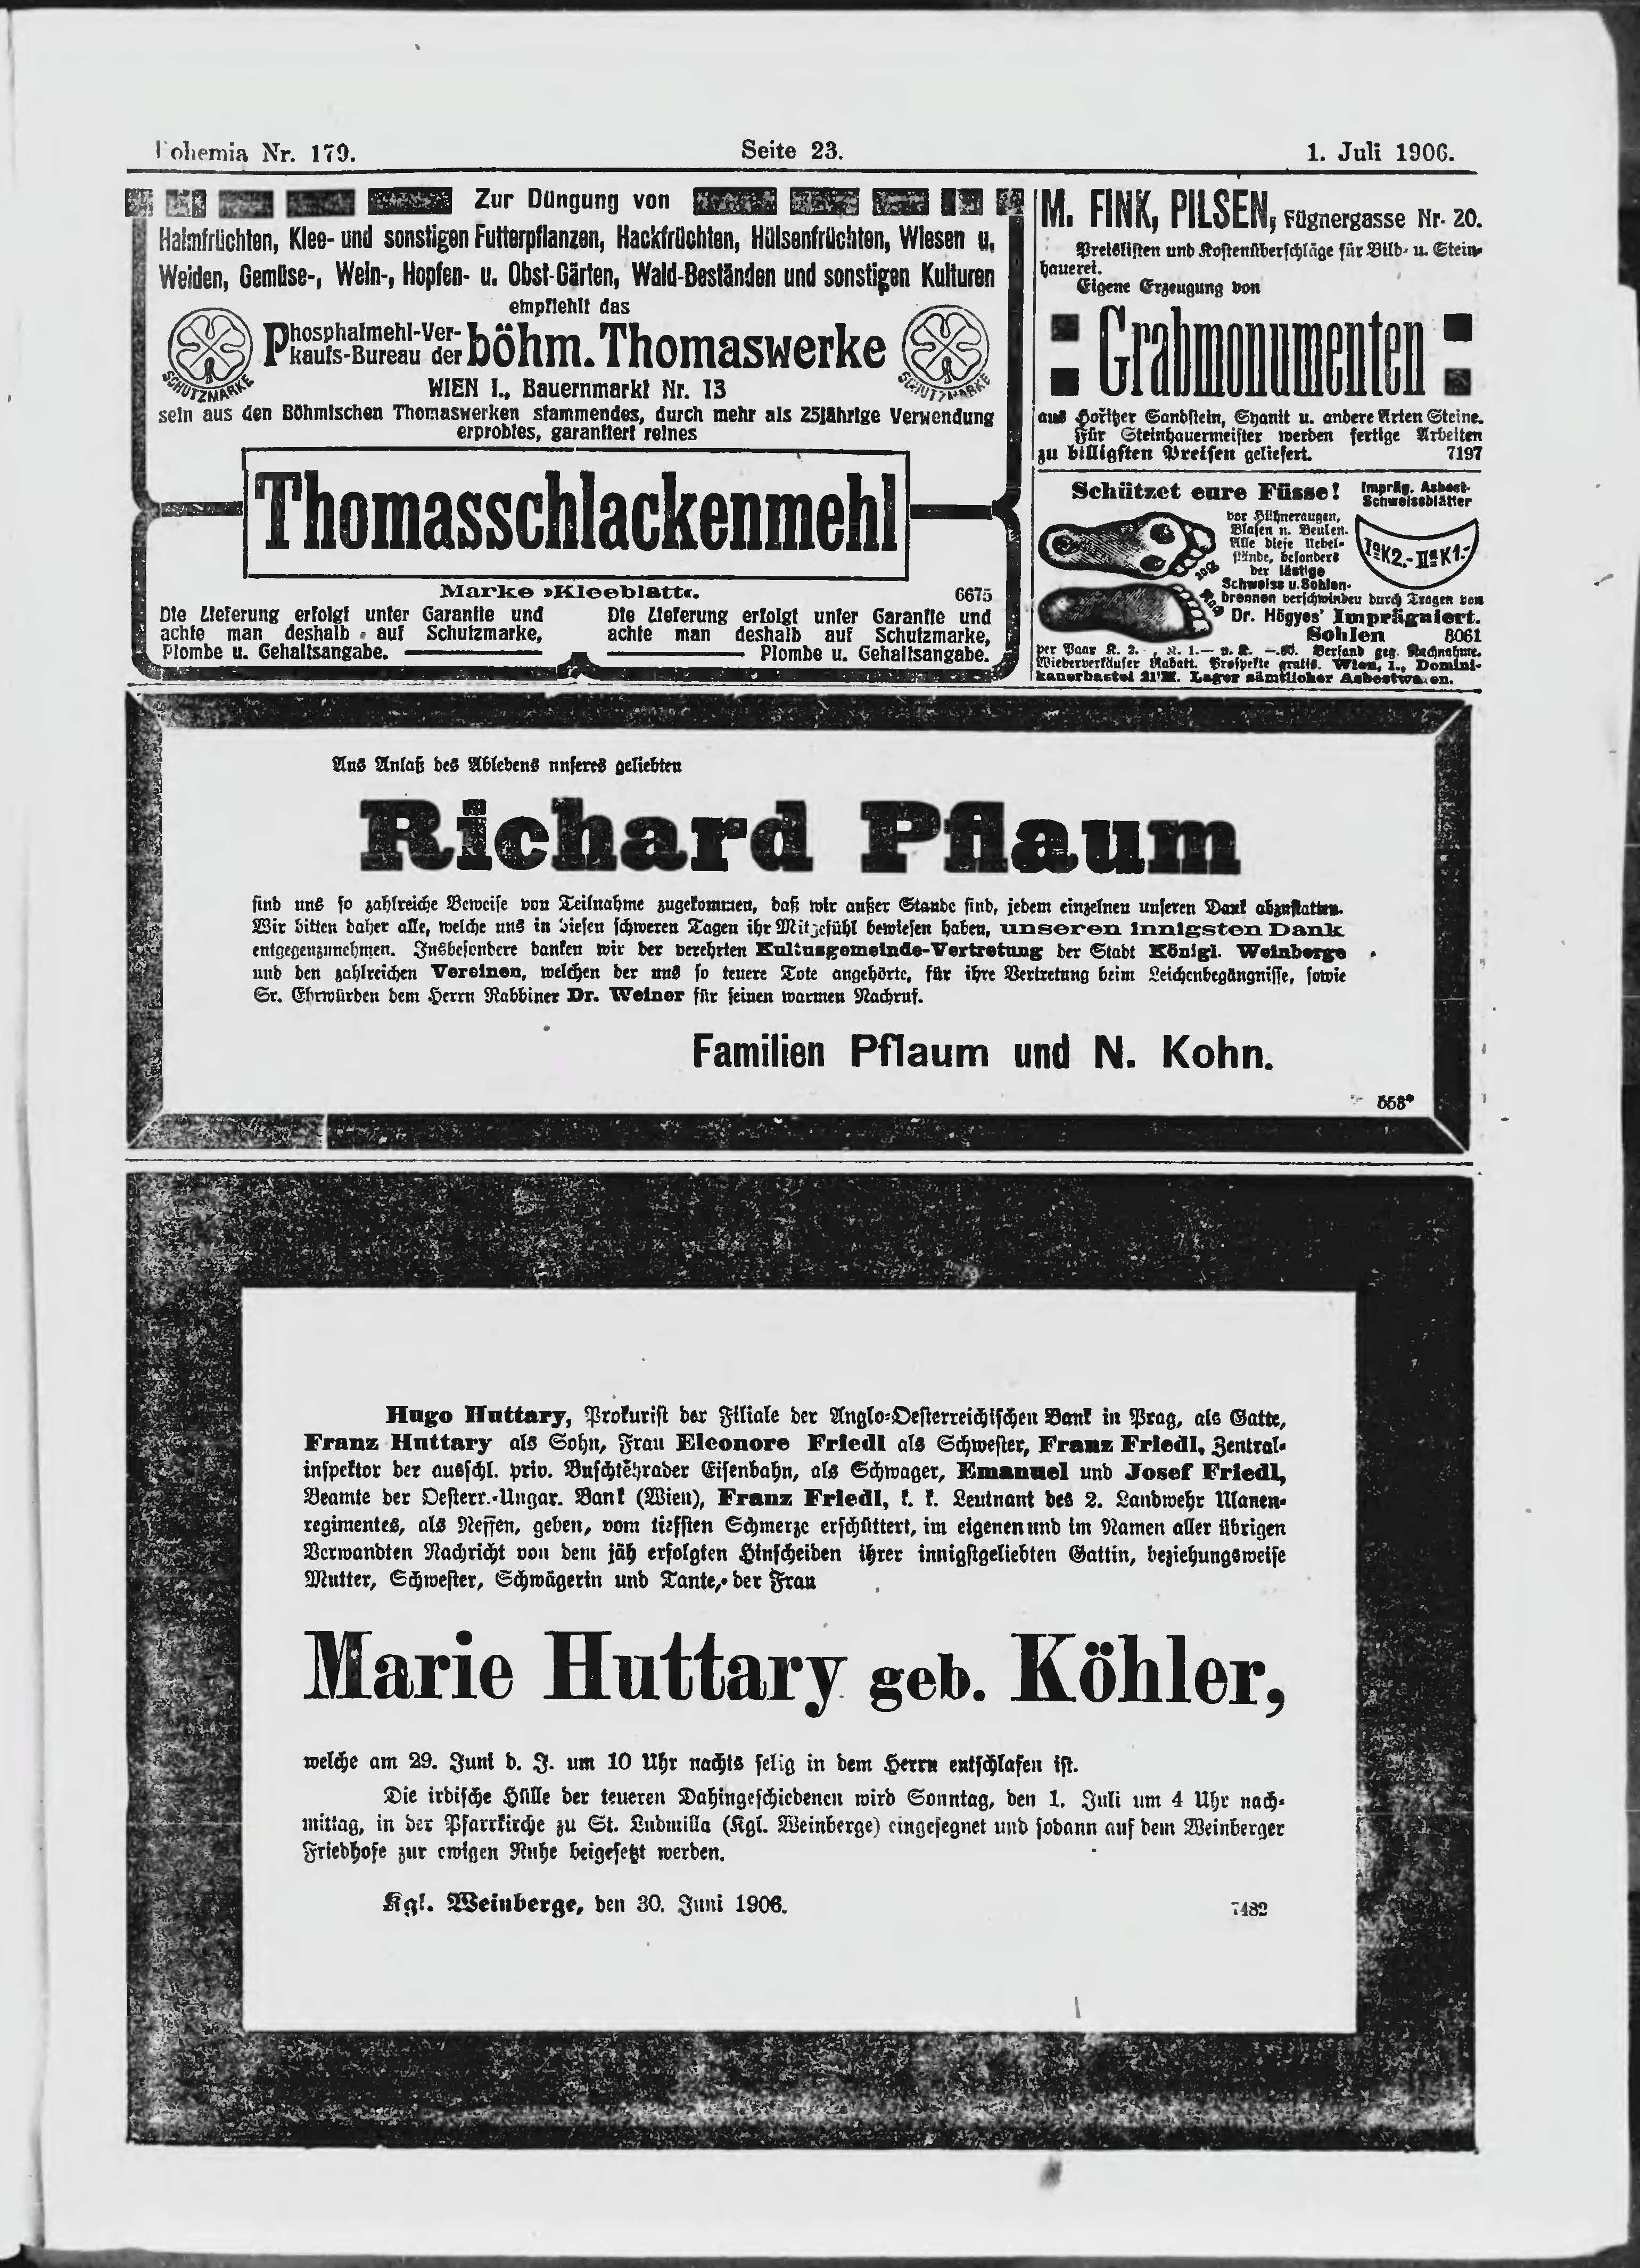 Bohemia Nr. 179.
Seite 23.
1. Juli 1906.
Zur Düngung von
Halmfrüchten, Klee- und sonstigen Futterpflanzen, Hackfrüchten, Hülsenfrüchten, Wiesen u.
Weiden, Gemüse-, Wein-, Hopfen- u. Obst-Gärten, Wald-Beständen und sonstigen Kulturen
empfiehlt das
Phosphatmehl-Ver-
kaufs-Bureau der böhm. Thomaswerke
SCHUTZMARKE
SCHUTZMARKE
WIEN I., Bauernmarkt Nr. 13
sein aus den Böhmischen Thomaswerken stammendes, durch mehr als 25jährige Verwendung
erprobtes, garantiert reines
Thomasschlackenmehl
Marke »Kleeblatt«.
6675
Die Lieferung erfolgt unter Garantie und
achte man deshalb auf Schutzmarke,
Plombe u. Gehaltsangabe.
Die Lieferung erfolgt unter Garantie und
achte man deshalb auf Schutzmarke,
Plombe u. Gehaltsangabe.
M. FINK, PILSEN, Fügnergasse Nr. 20.
Preislisten und Kostenüberschläge für Bild- u. Stein-
hauerei.
Eigene Erzeugung von
Grabmonumenten
aus Hořitzer Sandstein, Syanit u. andere Arten Steine.
Für Steinhauermeister werden fertige Arbeiten
zu billigsten Preisen geliefert. 7197
Schützet eure Füsse!
Impräg. Asbest-
Schweissblätter
Ia K2.- IIa K1.-
vor Hühneraugen,
Blasen u. Beulen.
Alle diese Uebel-
stände, besonders
der lästige
Schweiss u. Sohlen-
brennen verschwinden durch Tragen von
Dr. Högyes' Imprägniert.
Sohlen 8061
per Paar K. 2. K. 1.— u. K. —.60. Versand geg. Nachnahme.
Wiederverkäufer Rabatt. Prospekte gratis. Wien, I., Domini-
kanerbastei 21/M. Lager sämtlicher Asbestwaren.
Aus Anlaß des Ablebens unseres geliebten
Richard Pflaum
sind uns so zahlreiche Beweise von Teilnahme zugekommen, daß wir außer Stande sind, jedem einzelnen unseren Dank abzustatten.
Wir bitten daher alle, welche uns in diesen schweren Tagen ihr Mitgefühl bewiesen haben, unseren innigsten Dank
entgegenzunehmen. Insbesondere danken wir der verehrten Kultusgemeinde-Vertretung der Stadt Königl. Weinberge
und den zahlreichen Vereinen, welchen der uns so teuere Tote angehörte, für ihre Vertretung beim Leichenbegängnisse, sowie
Sr. Ehrwürden dem Herrn Rabbiner Dr. Weiner für seinen warmen Nachruf.
Familien Pflaum und N. Kohn.
558*
Hugo Huttary, Prokurist der Filiale der Anglo-Oesterreichischen Bank in Prag, als Gatte,
Franz Huttary als Sohn, Frau Eleonore Friedl als Schwester, Franz Friedl, Zentral-
inspektor der ausschl. priv. Buschtěhrader Eisenbahn, als Schwager, Emanuel und Josef Friedl,
Beamte der Oesterr.-Ungar. Bank (Wien), Franz Friedl, k. k. Leutnant des 2. Landwehr Ulanen-
regimentes, als Neffen, geben, vom tiefsten Schmerze erschüttert, im eigenen und im Namen aller übrigen
Verwandten Nachricht von dem jäh erfolgten Hinscheiden ihrer innigstgeliebten Gattin, beziehungsweise
Mutter, Schwester, Schwägerin und Tante, der Frau
Marie Huttary geb. Köhler,
welche am 29. Juni d. J. um 10 Uhr nachts selig in dem Herrn entschlafen ist.
Die irdische Hülle der teueren Dahingeschiedenen wird Sonntag, den 1. Juli um 4 Uhr nach-
mittag, in der Pfarrkirche zu St. Ludmilla (Kgl. Weinberge) eingesegnet und sodann auf dem Weinberger
Friedhofe zur ewigen Ruhe beigesetzt werden.
Kgl. Weinberge, den 30. Juni 1906.
7482